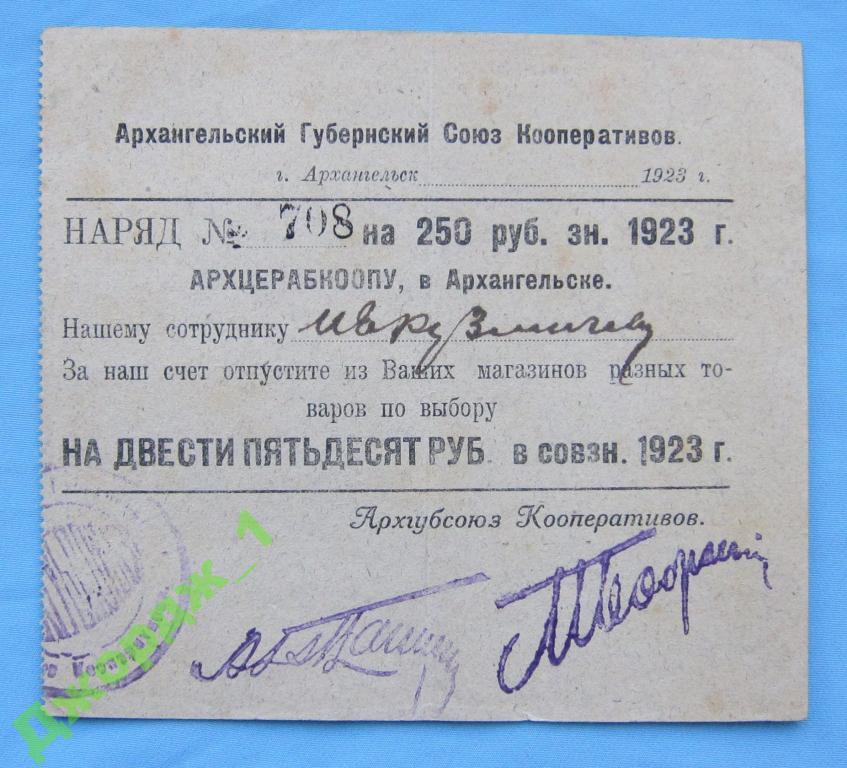 Архангельский Губернский Союз Кооперативов.
г. Архангельск 1923 г.
НАРЯД № 708 на 250 руб. зн. 1923 г.
АРХЦЕРАБКООПУ, в Архангельске.
Нашему сотруднику
За наш счет отпустите из Ваших магазинов разных то-
варов по выбору
НА ДВЕСТИ ПЯТЬДЕСЯТ РУБ. в совзн. 1923 г.
Архгубсоюз Кооперативов.
Джордж_1